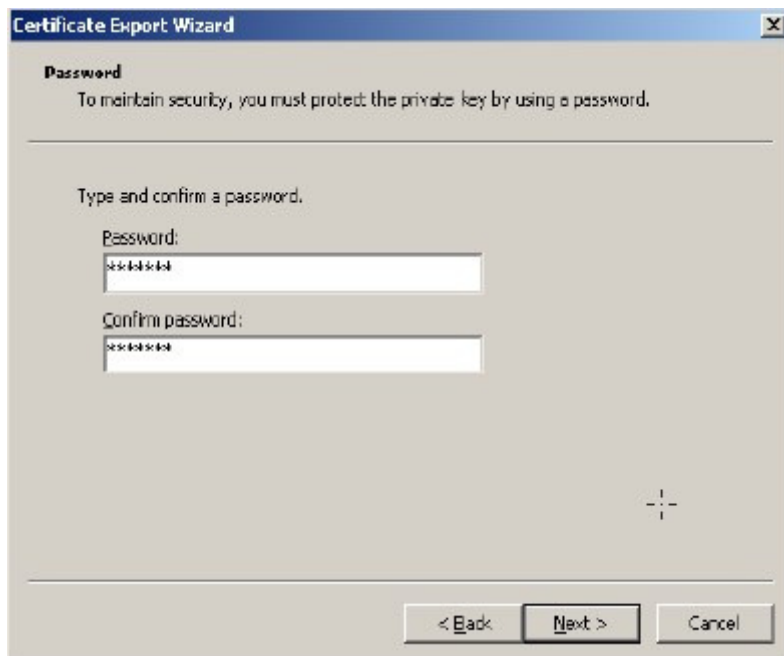 Certificate Export Wizard
Password
To maintain security, you must protect the private key by using a password.
Type and confirm a password.
Password:
*******
Confirm password:
*******
< Back Next > Cancel